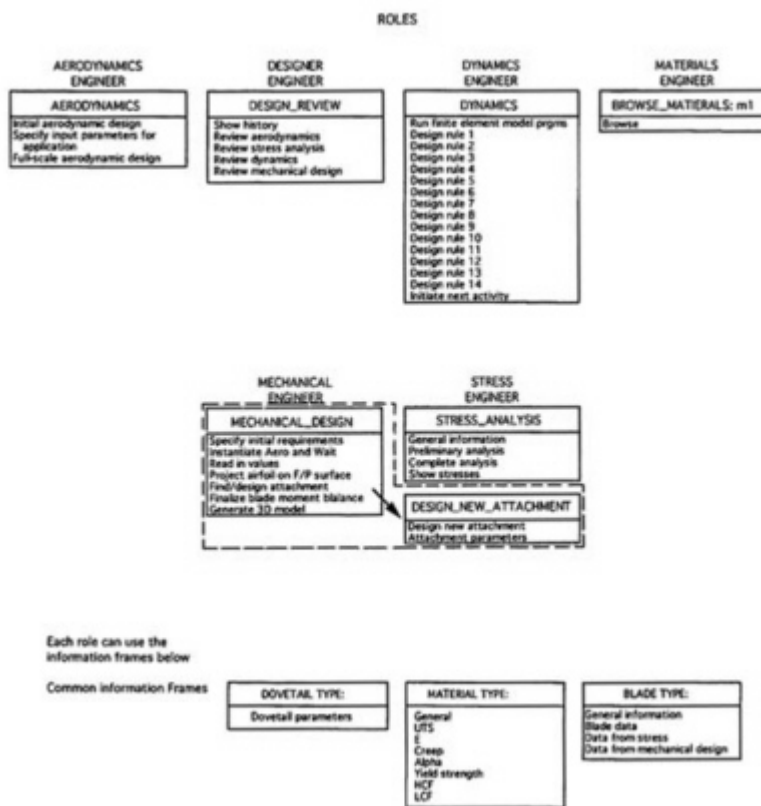 ROLES
AERODYNAMICS
ENGINEER
AERODYNAMICS
Initial aerodynamic design
Specify input parameters for
application
Full-scale aerodynamic design
DESIGNER
ENGINEER
DESIGN_REVIEW
Show history
Review aerodynamics
Review stress analysis
Review dynamics
Review mechanical design
DYNAMICS
ENGINEER
DYNAMICS
Run finite element model prgms
Design rule 1
Design rule 2
Design rule 3
Design rule 4
Design rule 5
Design rule 6
Design rule 7
Design rule 8
Design rule 9
Design rule 10
Design rule 11
Design rule 12
Design rule 13
Design rule 14
Initiate next activity
MATERIALS
ENGINEER
BROWSE_MATIERALS: m1
Browse
MECHANICAL
ENGINEER
MECHANICAL_DESIGN
Specify initial requirements
Instantiate Aero and Wait
Read in values
Project airfoil on F/P surface
Find/design attachment
Finalize blade moment blalance
Generate 3D model
STRESS
ENGINEER
STRESS_ANALYSIS
General information
Preliminary analysis
Complete analysis
Show stresses
DESIGN_NEW_ATTACHMENT
Design new attachment
Attachment parameters
Each role can use the
information frames below
Common information Frames
DOVETAIL TYPE:
Dovetail parameters
MATERIAL TYPE:
General
UTS
E
Creep
Alpha
Yield strength
HCF
LCF
BLADE TYPE:
General information
Blade data
Data from stress
Data from mechanical design